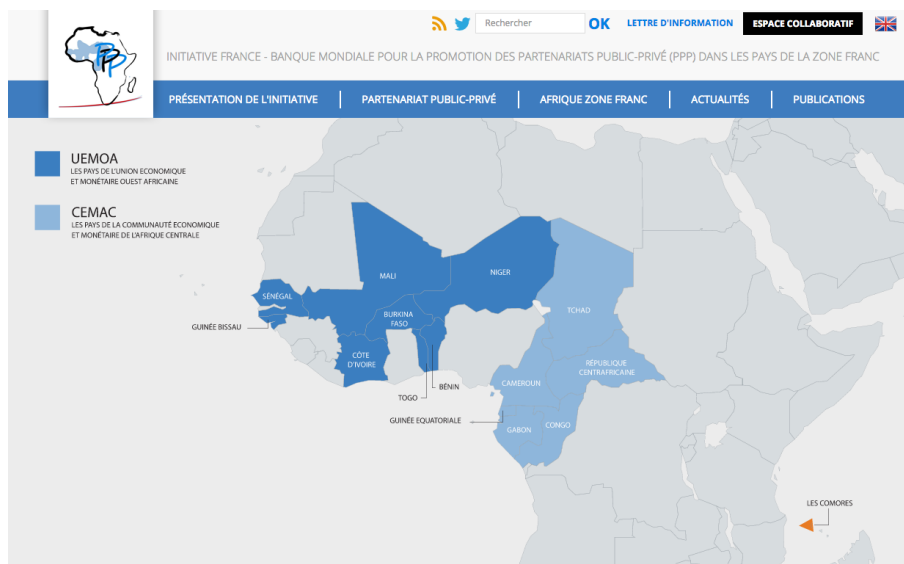 Rechercher
OK
LETTRE D'INFORMATION
ESPACE COLLABORATIF
PPP
INITIATIVE FRANCE - BANQUE MONDIALE POUR LA PROMOTION DES PARTENARIATS PUBLIC-PRIVÉ (PPP) DANS LES PAYS DE LA ZONE FRANC
PRÉSENTATION DE L'INITIATIVE
PARTENARIAT PUBLIC-PRIVÉ
AFRIQUE ZONE FRANC
ACTUALITÉS
PUBLICATIONS
UEMOA
LES PAYS DE L'UNION ECONOMIQUE
ET MONÉTAIRE OUEST AFRICAINE
CEMAC
LES PAYS DE LA COMMUNAUTÉ ECONOMIQUE
ET MONÉTAIRE DE L'AFRIQUE CENTRALE
MALI
NIGER
SÉNÉGAL
TCHAD
BURKINA
FASO
GUINÉE BISSAU
CÔTE
D'IVOIRE
RÉPUBLIQUE
CENTRAFRICAINE
CAMEROUN
BÉNIN
TOGO
GUINÉE EQUATORIALE
GABON
CONGO
LES COMORES